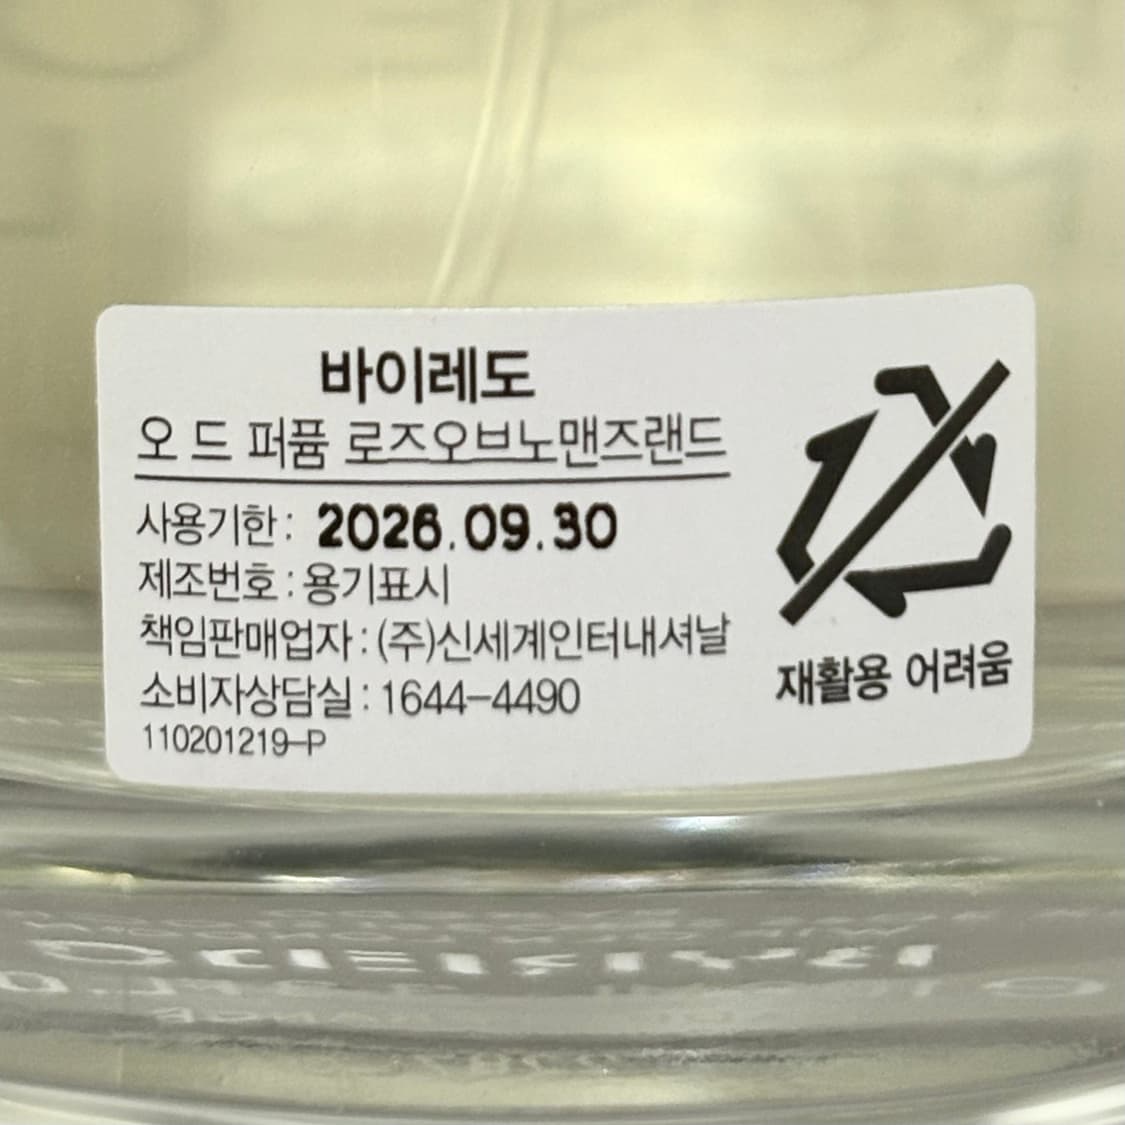 바이레도
오 드 퍼퓸 로즈오브노맨즈랜드
사용기한: 2026.09.30
제조번호 : 용기표시
책임판매업자 : (주)신세계인터내셔날
소비자상담실 : 1644-4490
110201219-P
재활용 어려움